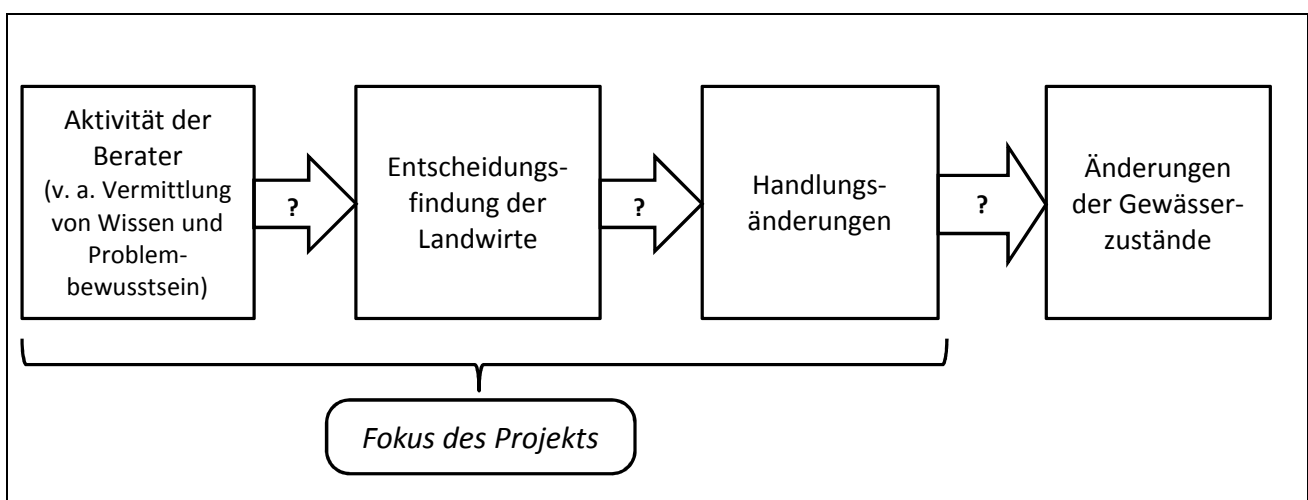 Aktivität der
Berater
(v. a. Vermittlung
von Wissen und
Problem-
bewusstsein)
?
Entscheidungs-
findung der
Landwirte
?
Handlungs-
änderungen
?
Änderungen
der Gewässer-
zustände
Fokus des Projekts